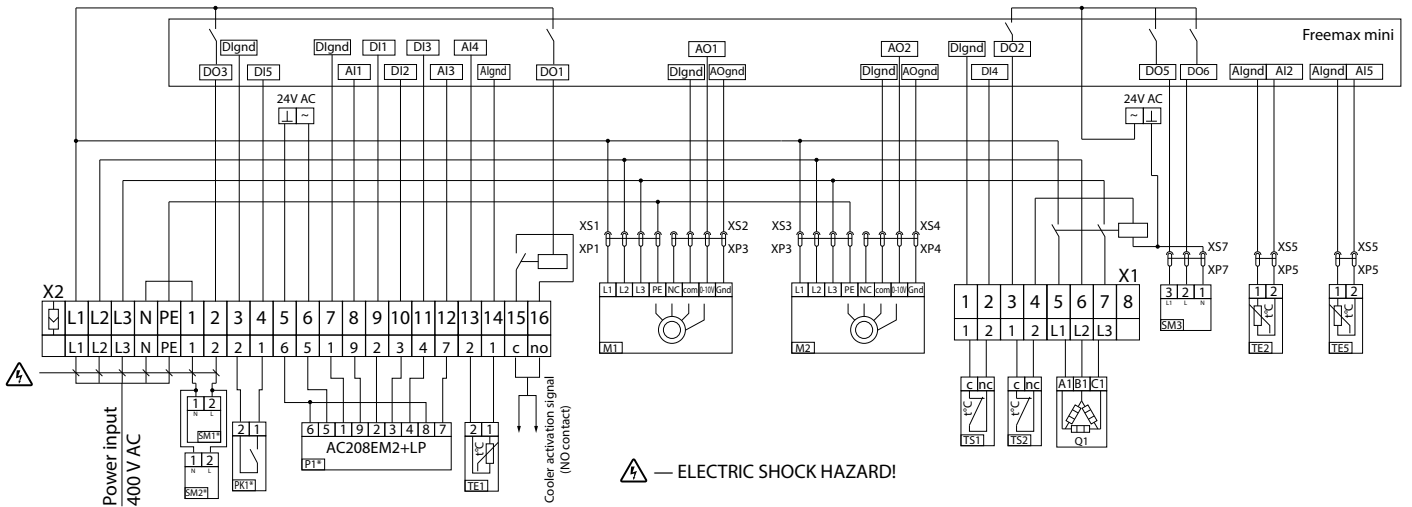 Freemax mini
DIgnd DIgnd DI1 DI3 AI4 AO1 AO2 DIgnd DO2
DO3 DI5 AI1 DI2 AI3 AIgnd DO1 DIgnd AOgnd DIgnd AOgnd DI4 DO5 DO6 AIgnd AI2 AIgnd AI5
24V AC
⊥ ~
24V AC
~ ⊥
XS1 XS2 XS3 XS4 XS7 XS5 XS5
XP1 XP3 XP3 XP4 XP7 XP5 XP5
L1 L2 L3 PE NC com 0-10V Gnd
M1
L1 L2 L3 PE NC com 0-10V Gnd
M2
3 2 1
L1 L N
SM3
1 2
t°C
TE2
1 2
t°C
TE5
X2
L1 L2 L3 N PE 1 2 3 4 5 6 7 8 9 10 11 12 13 14 15 16
L1 L2 L3 N PE 1 2 2 1 6 5 1 9 2 3 4 7 2 1 c no
X1
1 2 3 4 5 6 7 8
1 2 1 2 L1 L2 L3
Power input
400 V AC
1 2
N L
SM1*
1 2
N L
SM2*
2 1
PK1*
6 5 1 9 2 3 4 8 7
AC208EM2+LP
P1*
2 1
t°C
TE1
Cooler activation signal
(NO contact)
c nc
t°C
TS1
c nc
t°C
TS2
A1 B1 C1
Q1
— ELECTRIC SHOCK HAZARD!